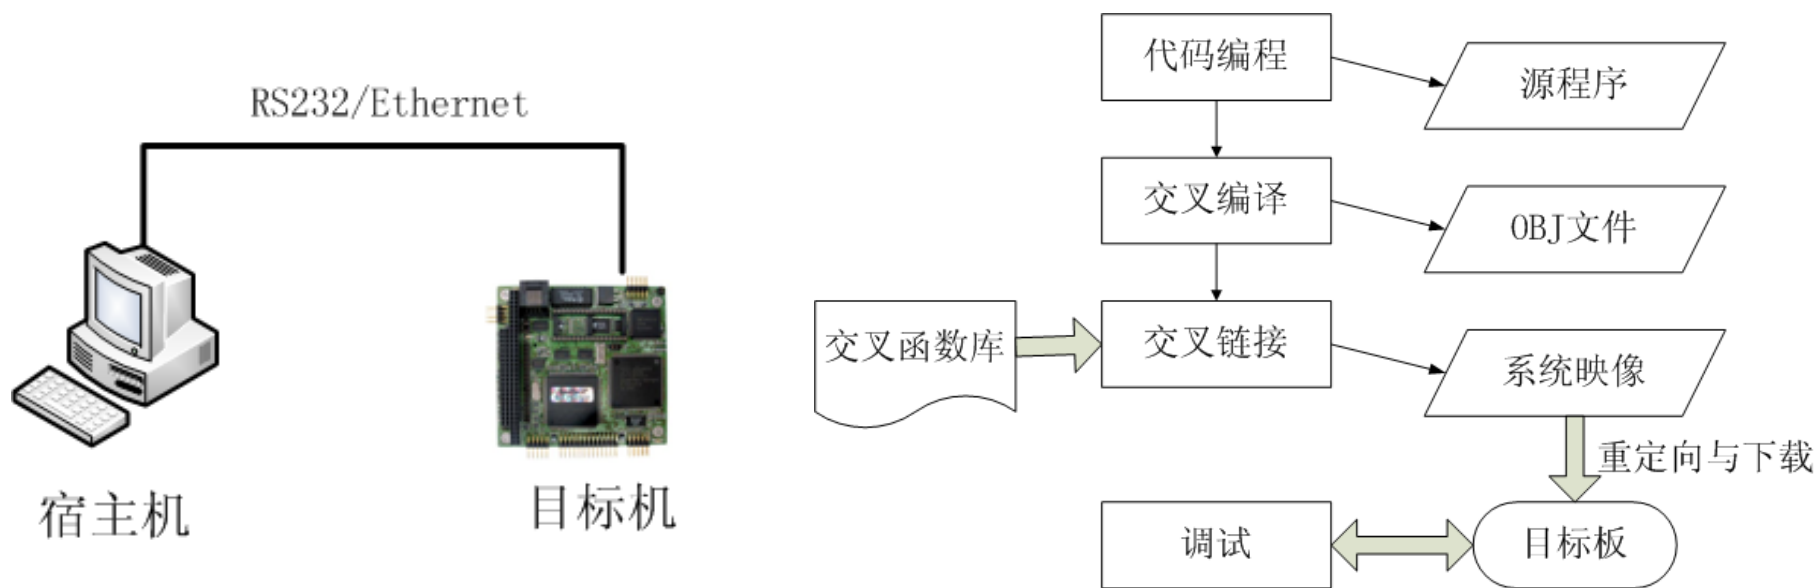 RS232/Ethernet
宿主机
目标机
代码编程
源程序
交叉编译
OBJ文件
交叉函数库
交叉链接
系统映像
重定向与下载
调试
目标板